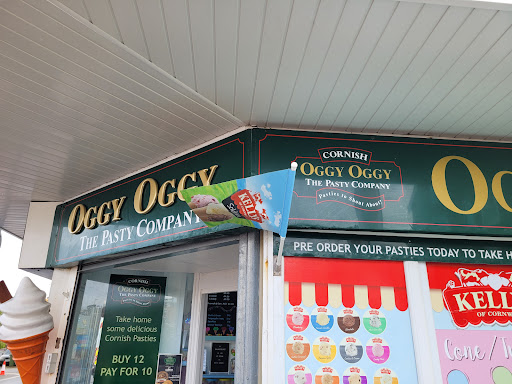 OGGY OGGY
THE PASTY COMPANY
CORNISH
OGGY OGGY
THE PASTY COMPANY
Pasties to Shout About!
KELLY
PRE ORDER YOUR PASTIES TODAY TO TAKE H
CORNISH
OGGY OGGY
THE PASTY COMPANY
Take home
some delicious
Cornish Pasties
BUY 12
PAY FOR 10
KELLY
OF CORNW
Cone /